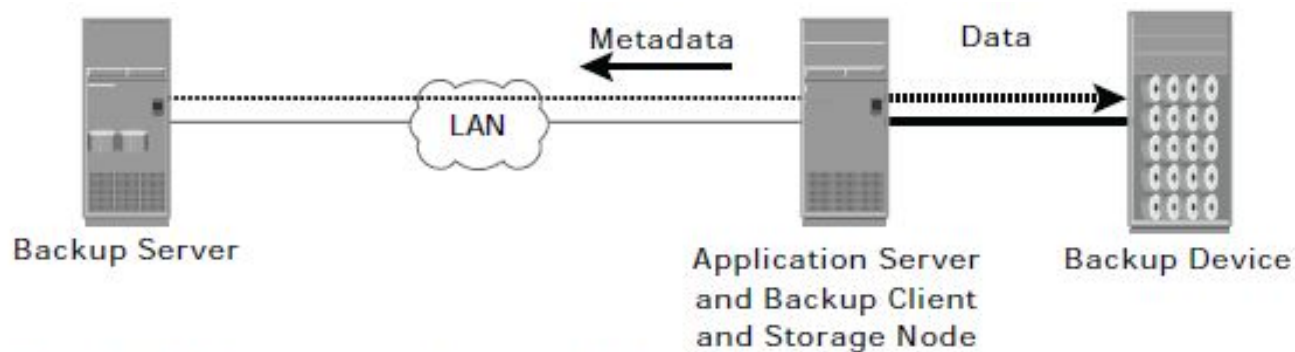 Metadata
Data
LAN
Backup Server
Application Server
and Backup Client
and Storage Node
Backup Device